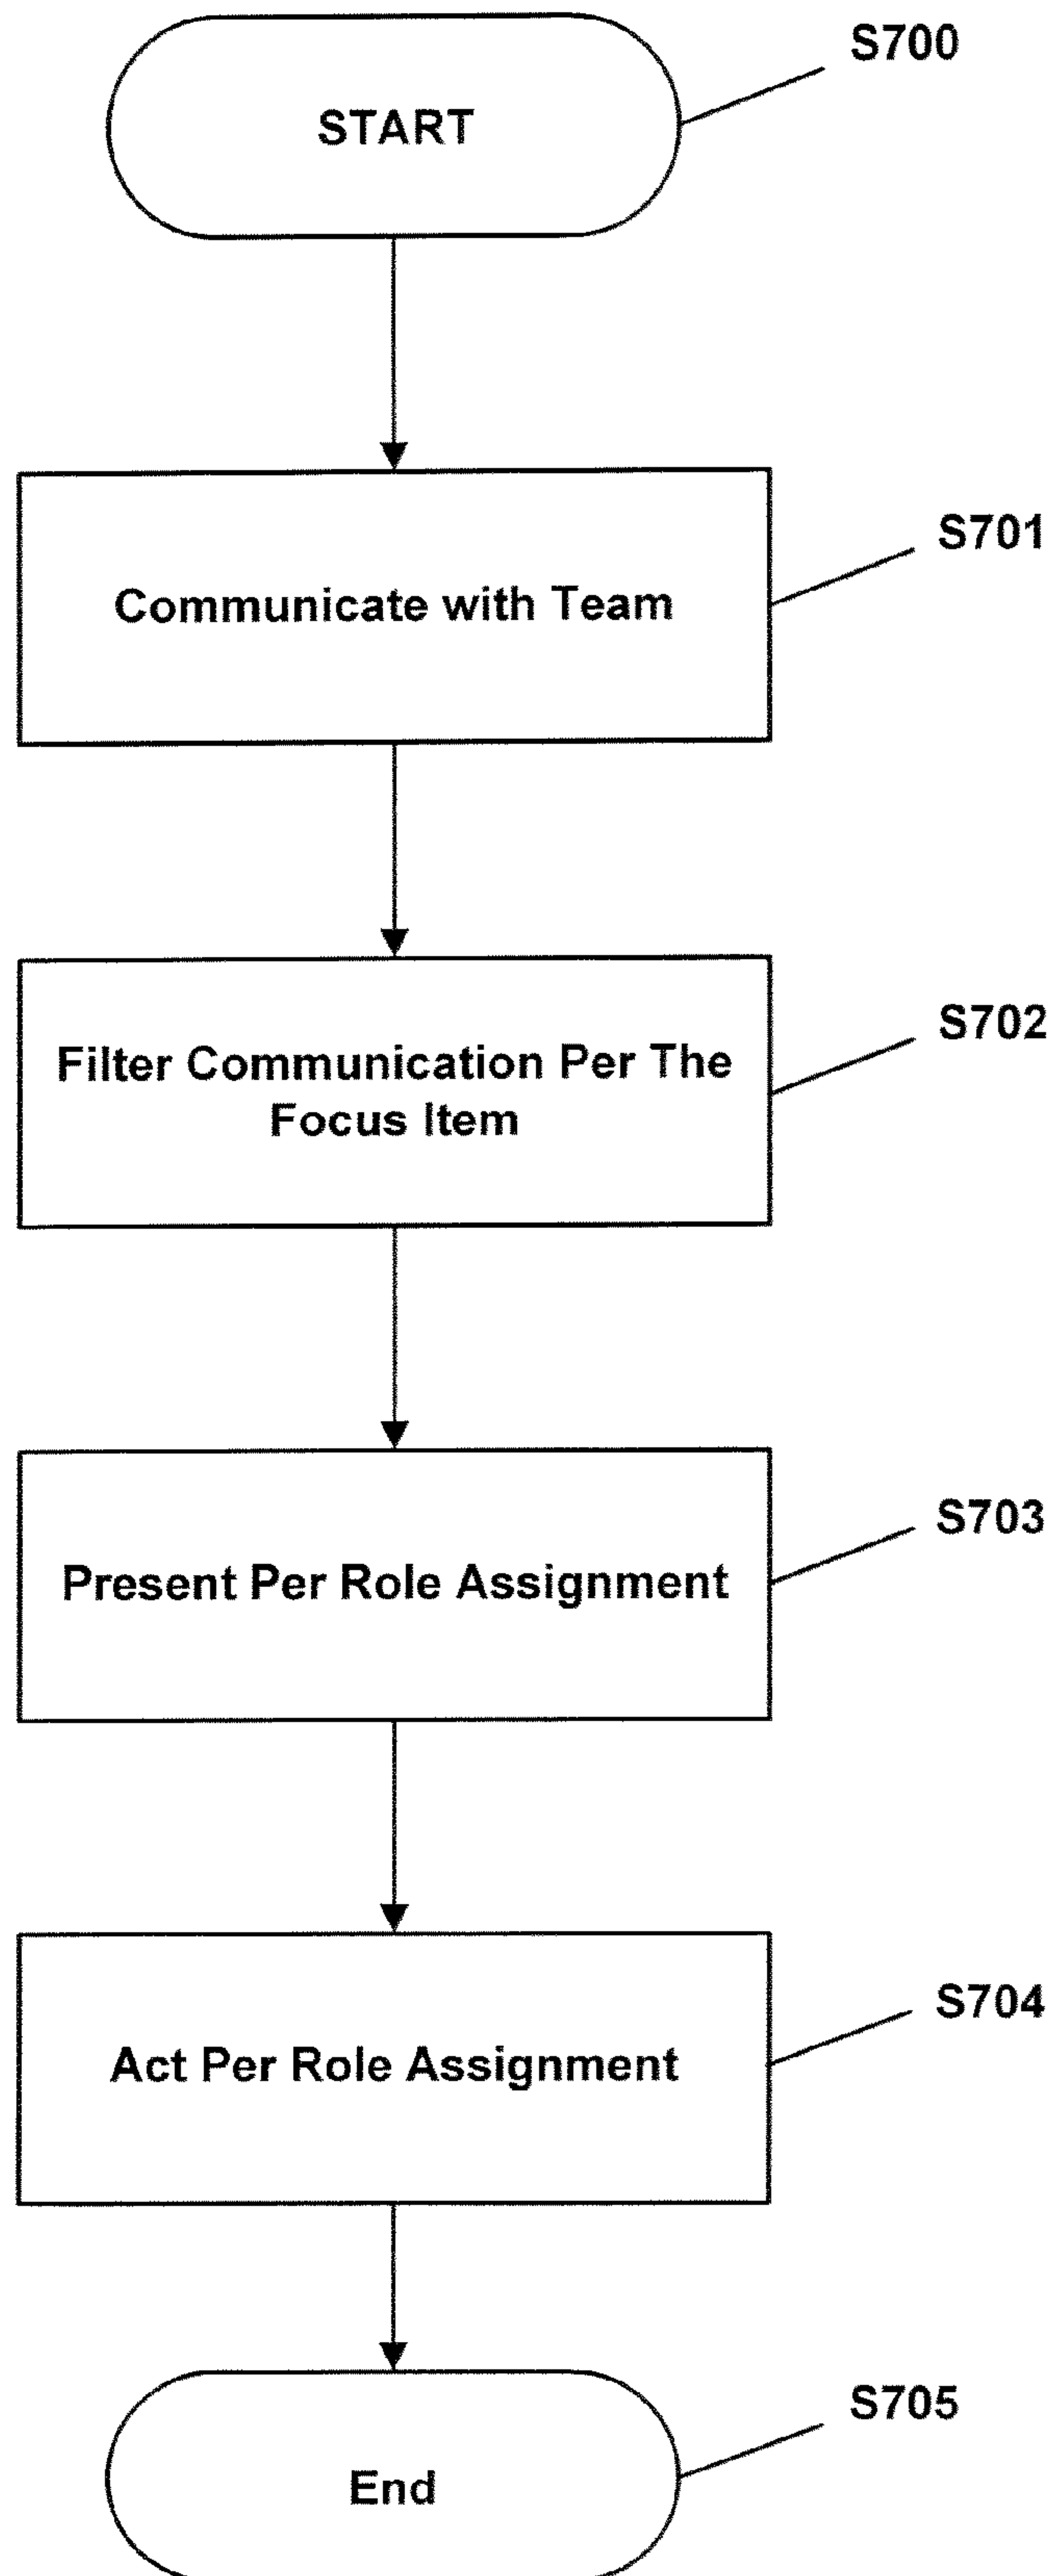 S700
START
S701
Communicate with Team
S702
Filter Communication Per The
Focus Item
S703
Present Per Role Assignment
S704
Act Per Role Assignment
S705
End